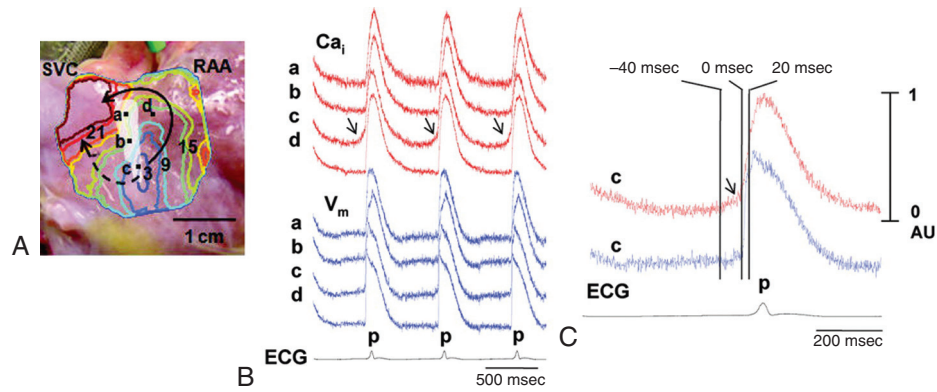 SVC
RAA
a
d
21
b
15
c
3
9
1 cm
A
Ca i
a
b
c
d
V m
a
b
c
d
p p p
ECG
500 msec
B
–40 msec 0 msec 20 msec
1
c
0
c
AU
ECG
p
200 msec
C